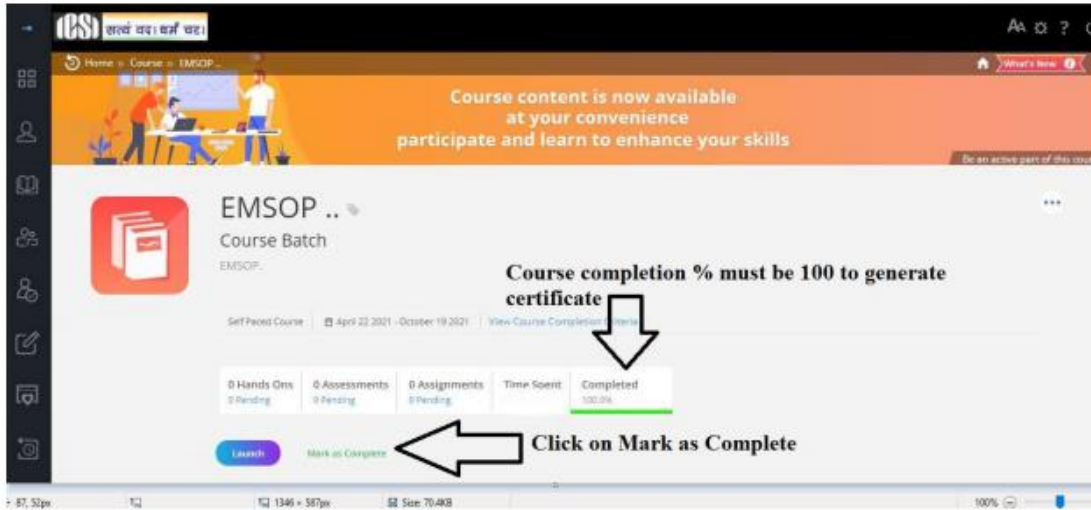 ICSI सत्यं वद। धर्मं चर।
AA ?
Home » Course » EMSOP ..
What's New
Course content is now available
at your convenience
participate and learn to enhance your skills
Be an active part of this cour
EMSOP ..
Course Batch
EMSOP..
Course completion % must be 100 to generate
certificate
Self Paced Course April 22 2021 - October 19 2021 View Course Completion Criteria
0 Hands Ons 0 Assessments 0 Assignments Time Spent Completed
0 Pending 0 Pending 0 Pending 100.0%
Launch Mark as Complete Click on Mark as Complete
87, 52px 1346 × 587px Size: 70.4KB 100%